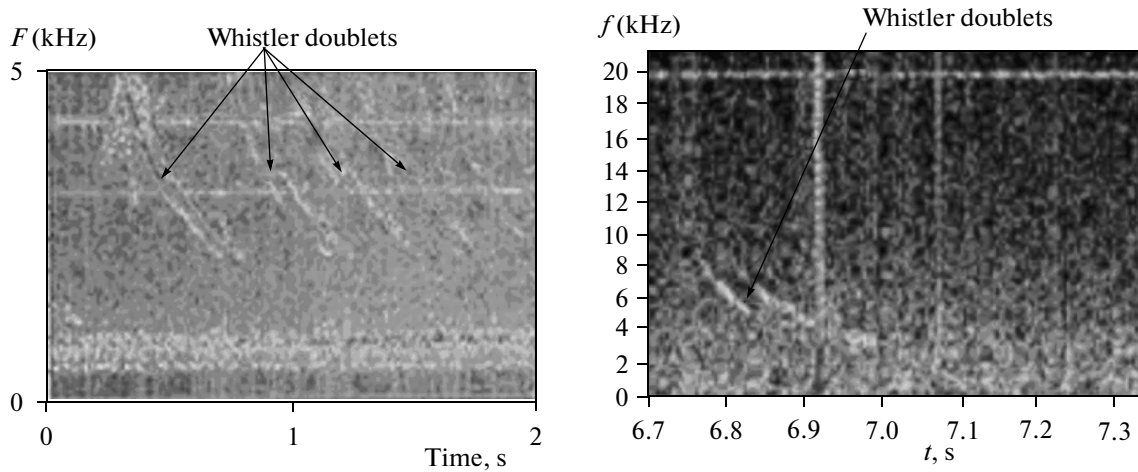 F (kHz)
Whistler doublets
5
0
0
1
2
Time, s
Whistler doublets
f (kHz)
20
18
16
14
12
10
8
6
4
2
0
6.7 6.8 6.9 7.0 7.1 7.2 7.3
t, s